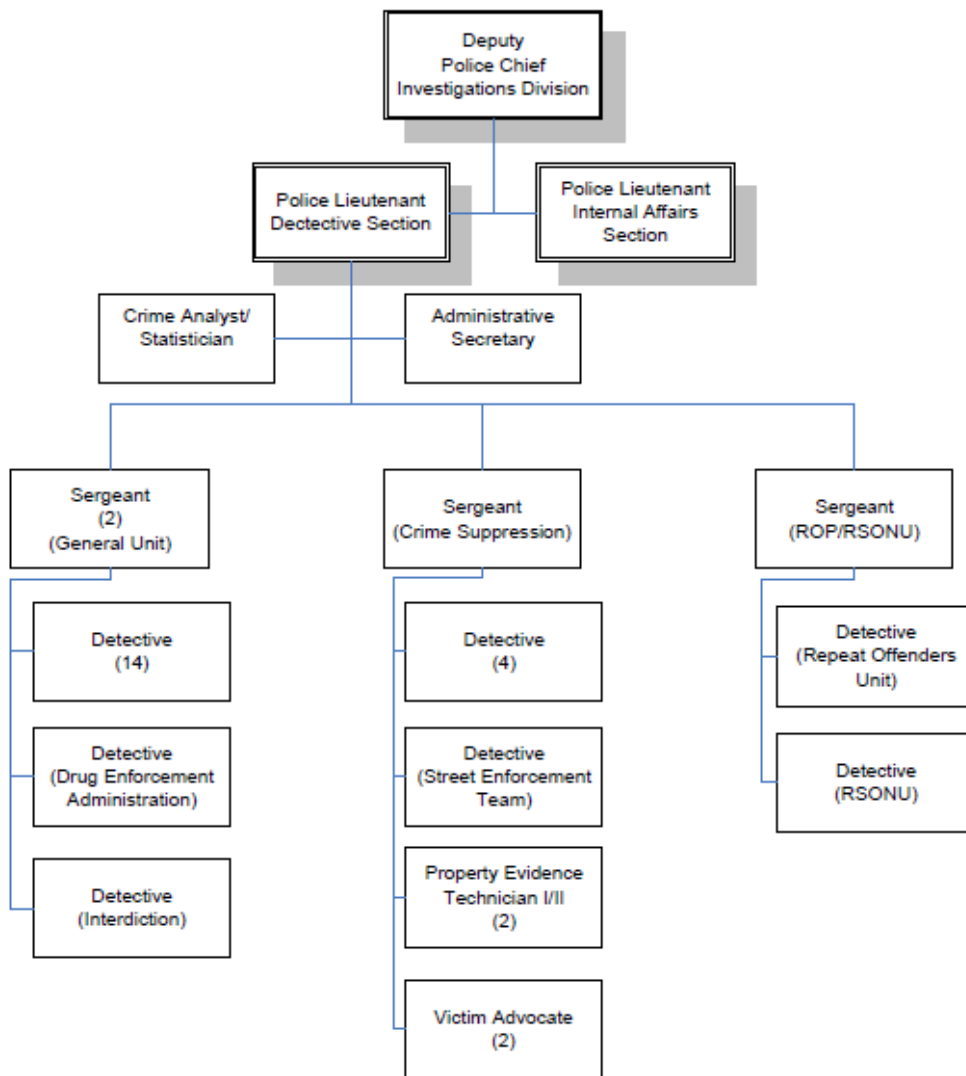 Deputy
Police Chief
Investigations Division
Police Lieutenant
Dectective Section
Police Lieutenant
Internal Affairs
Section
Crime Analyst/
Statistician
Administrative
Secretary
Sergeant
(2)
(General Unit)
Sergeant
(Crime Suppression)
Sergeant
(ROP/RSONU)
Detective
(14)
Detective
(4)
Detective
(Repeat Offenders
Unit)
Detective
(Drug Enforcement
Administration)
Detective
(Street Enforcement
Team)
Detective
(RSONU)
Detective
(Interdiction)
Property Evidence
Technician I/II
(2)
Victim Advocate
(2)